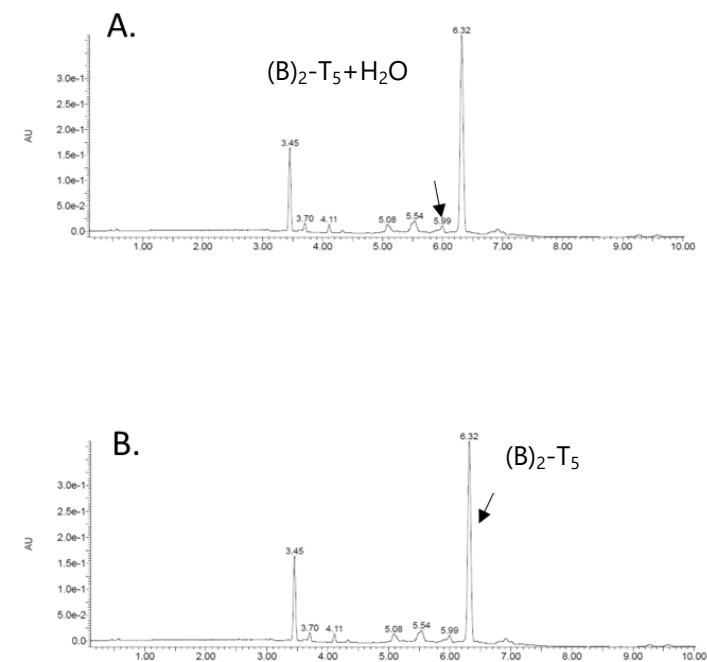 A.
6.32
(B)₂-T₅+H₂O
3.0e-1
2.5e-1
2.0e-1
1.5e-1
1.0e-1
5.0e-2
0.0
AU
3.45
3.70
4.11
5.08
5.54
5.99
1.00 2.00 3.00 4.00 5.00 6.00 7.00 8.00 9.00 10.00
B.
6.32
(B)₂-T₅
3.0e-1
2.5e-1
2.0e-1
1.5e-1
1.0e-1
5.0e-2
0.0
AU
3.45
3.70
4.11
5.08
5.54
5.99
1.00 2.00 3.00 4.00 5.00 6.00 7.00 8.00 9.00 10.00